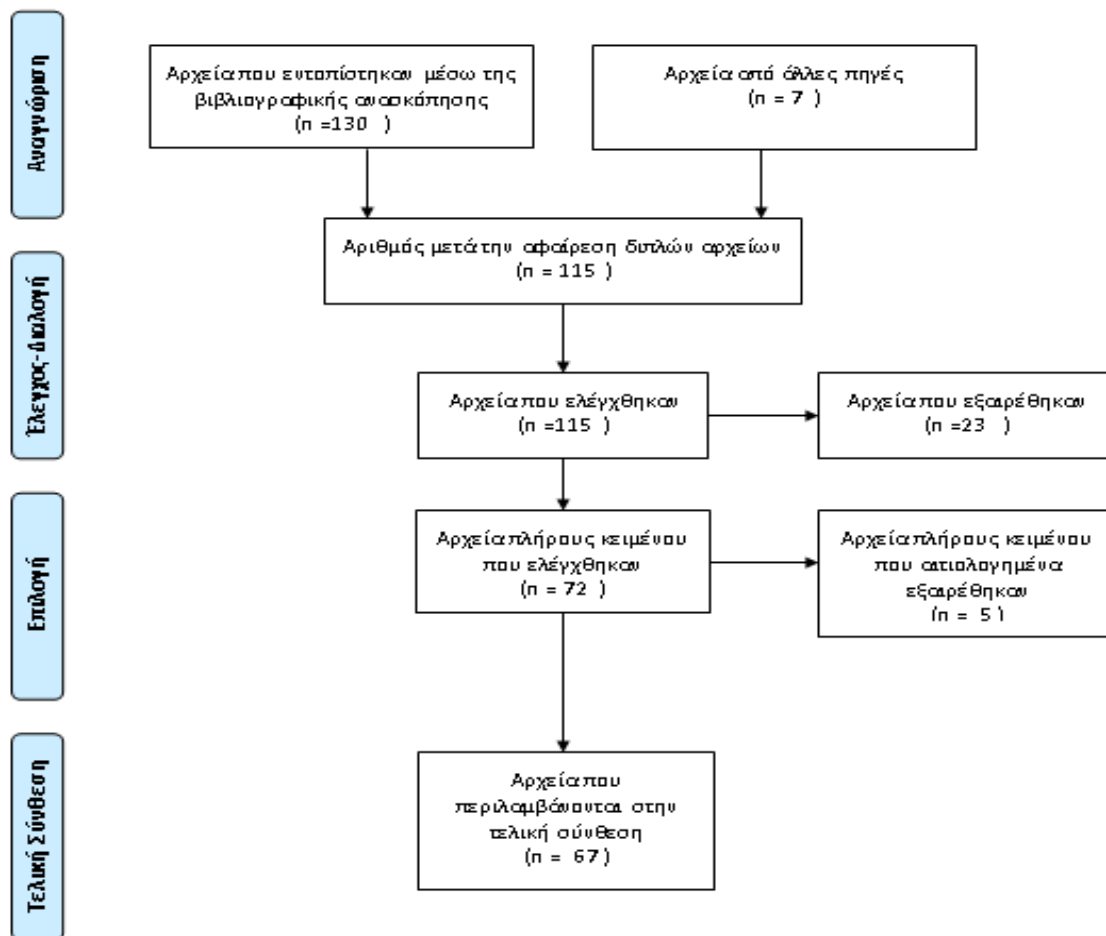 Αναγνώριση
Αρχεία που εντοπίστηκαν μέσω της
βιβλιογραφικής ανασκόπησης
(n =130 )
Αρχεία από άλλες πηγές
(n = 7 )
Αριθμός μετά την αφαίρεση διπλών αρχείων
(n = 115 )
Έλεγχος-Διαλογή
Αρχεία που ελέγχθηκαν
(n =115 )
Αρχεία που εξαιρέθηκαν
(n =23 )
Επιλογή
Αρχεία πλήρους κειμένου
που ελέγχθηκαν
(n = 72 )
Αρχεία πλήρους κειμένου
που αιτιολογημένα
εξαιρέθηκαν
(n = 5 )
Τελική Σύνθεση
Αρχεία που
περιλαμβάνονται στην
τελική σύνθεση
(n = 67 )